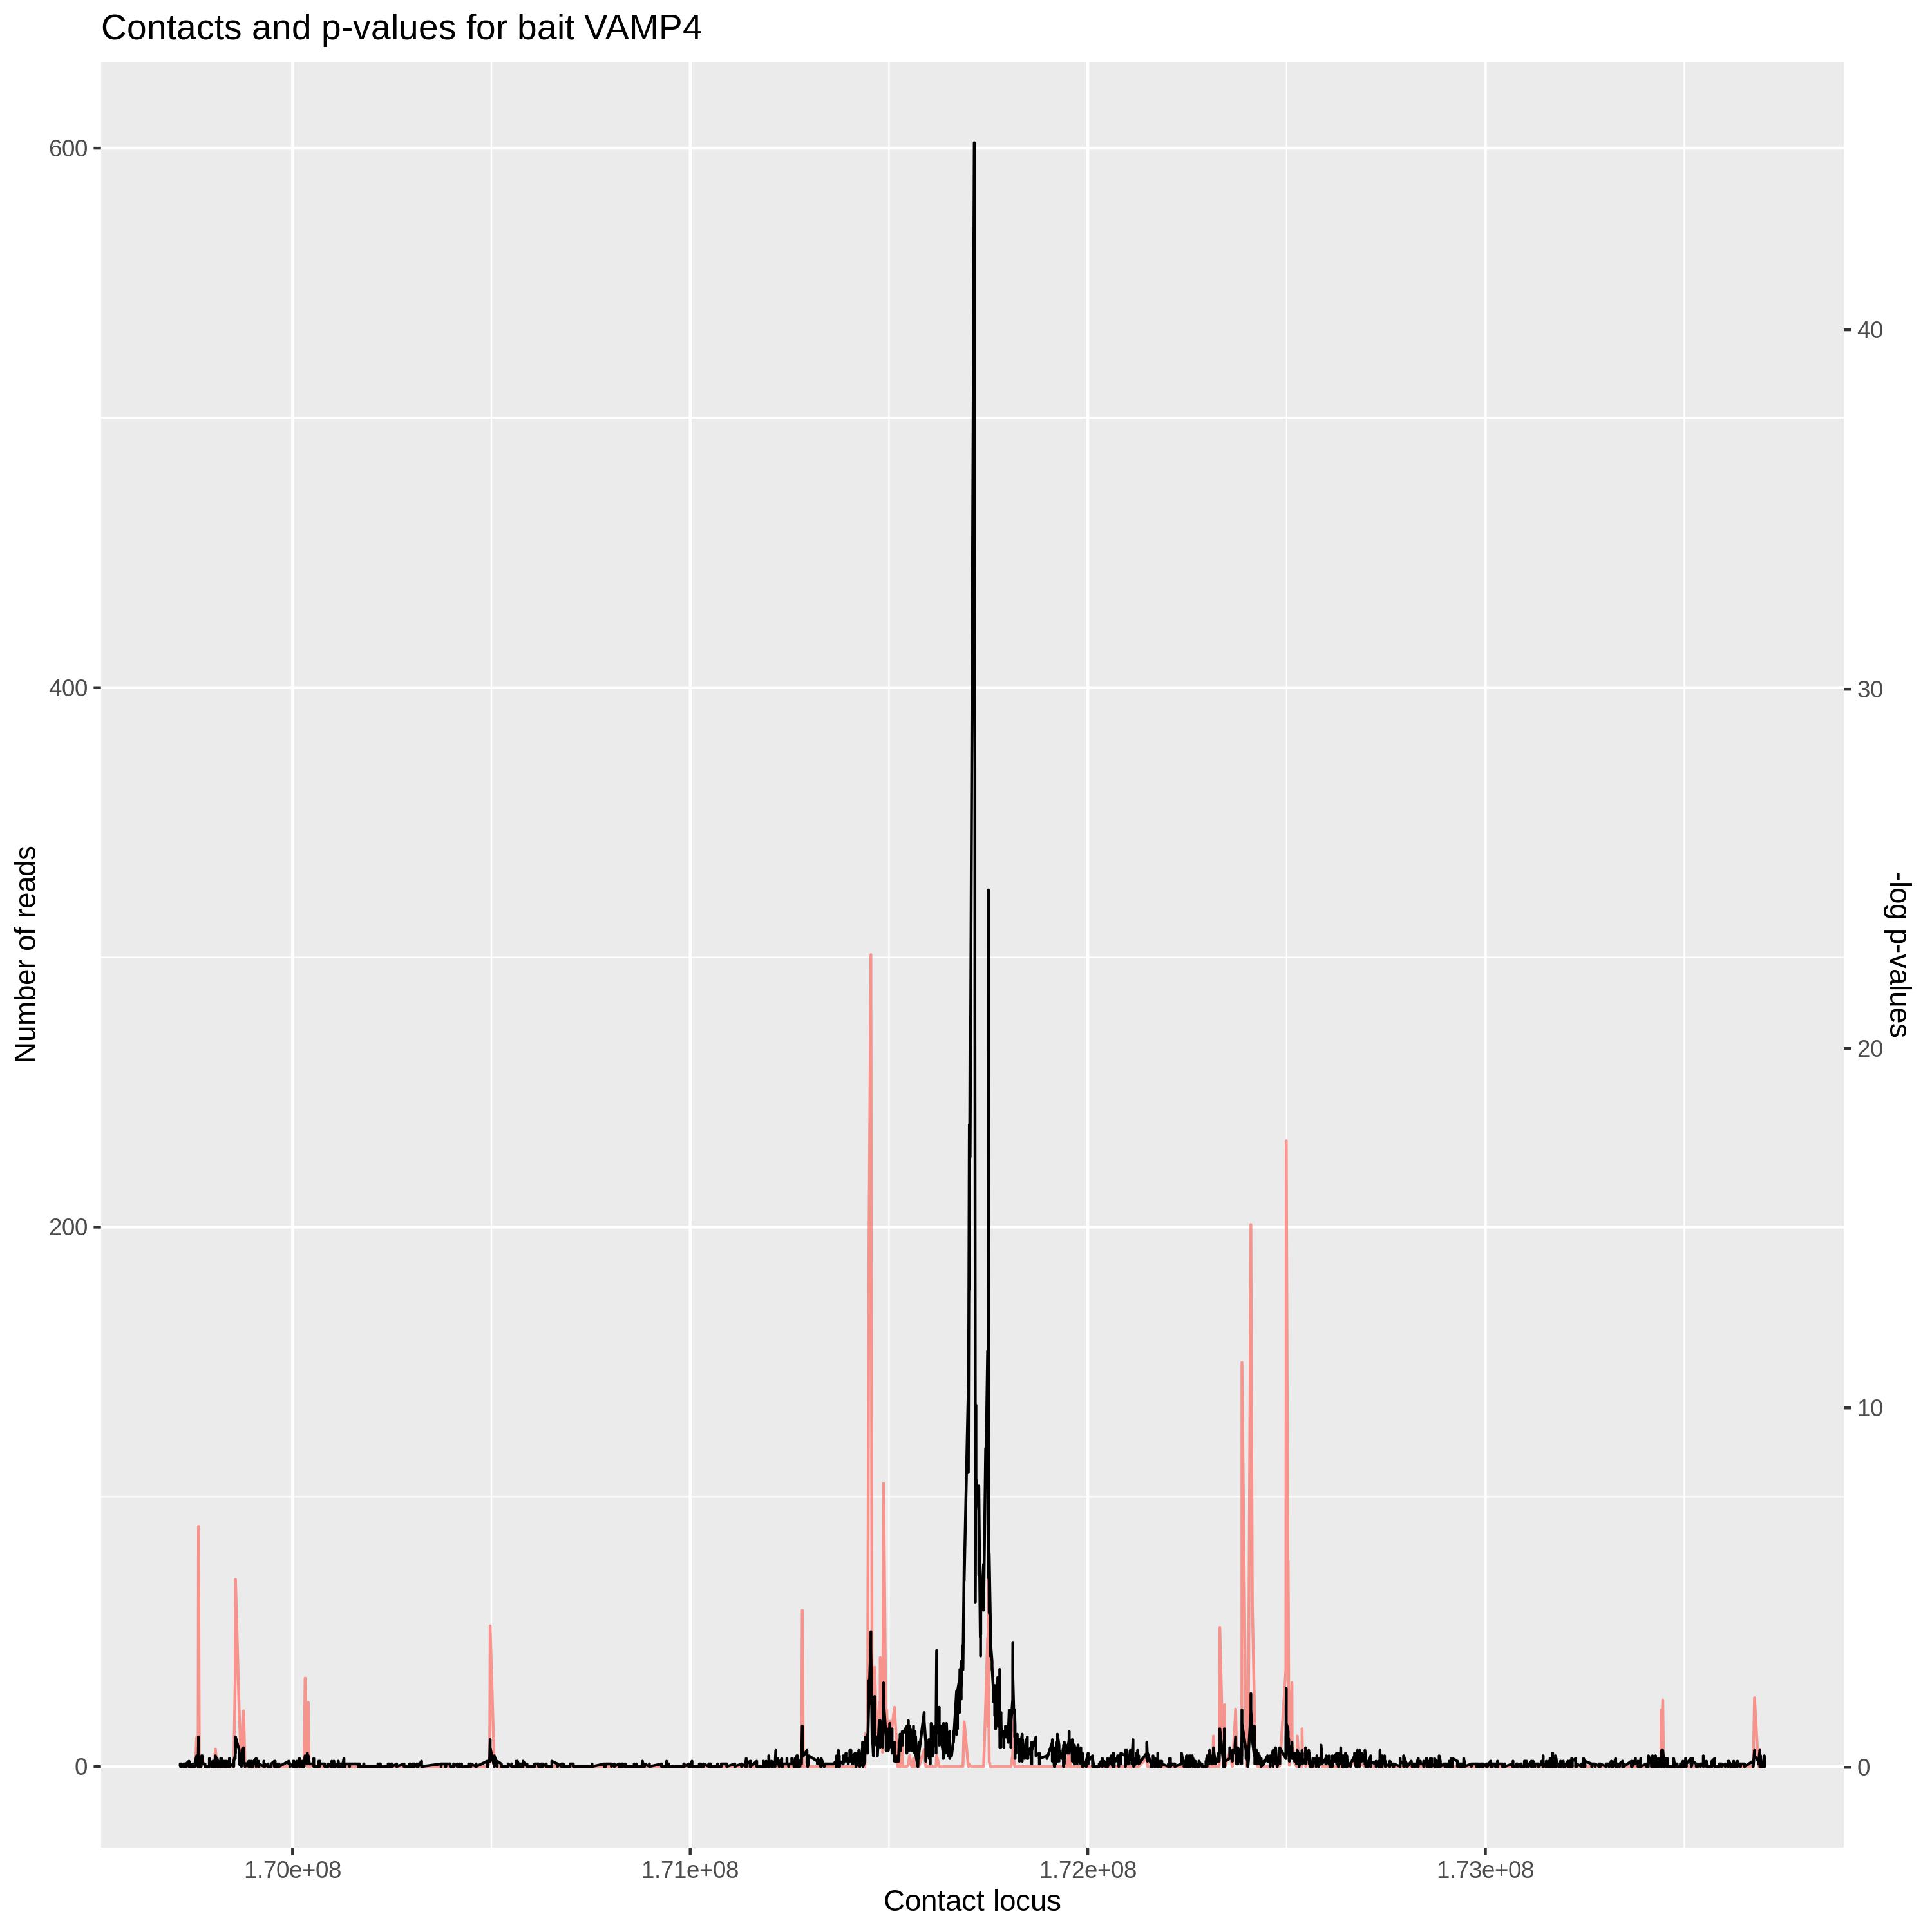 Contacts and p-values for bait VAMP4
600
400
200
0
Number of reads
40
30
20
10
0
-log p-values
1.70e+08
1.71e+08
1.72e+08
1.73e+08
Contact locus